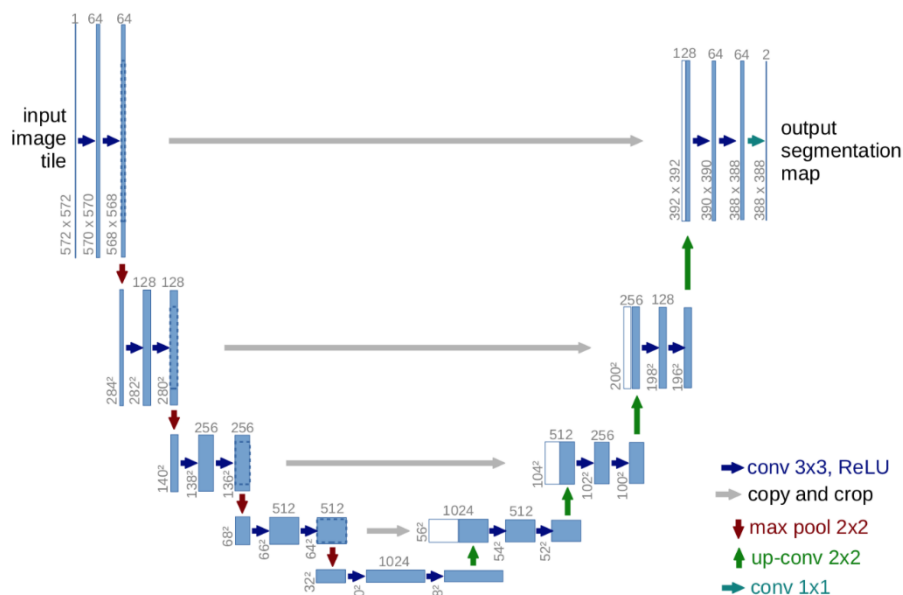 1 64 64
input
image
tile
572 x 572
570 x 570
568 x 568
128 64 64 2
output
segmentation
map
392 x 392
390 x 390
388 x 388
388 x 388
128 128
284²
282²
280²
256 128
200²
198²
196²
256 256
140²
138²
136²
512 256
104²
102²
100²
512 512
68²
66²
64²
1024 512
56²
54²
52²
1024
32²
conv 3x3, ReLU
copy and crop
max pool 2x2
up-conv 2x2
conv 1x1